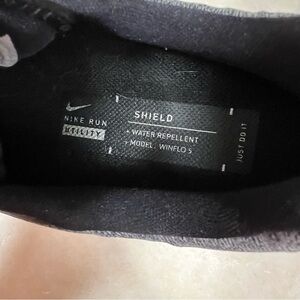 NIKE RUN
UTILITY
SHIELD
• WATER REPELLENT
• MODEL: WINFLO 5
JUST DO IT